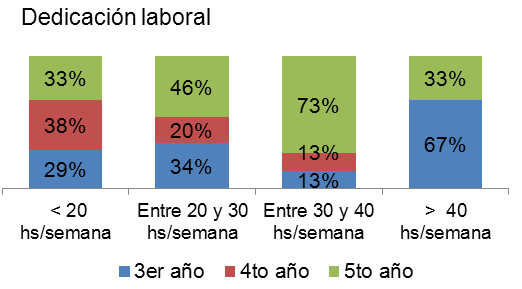 Dedicación laboral
33% 46% 73% 33%
38% 20% 13% 67%
29% 34% 13%
< 20 Entre 20 y 30 Entre 30 y 40 > 40
hs/semana hs/semana hs/semana hs/semana
3er año 4to año 5to año